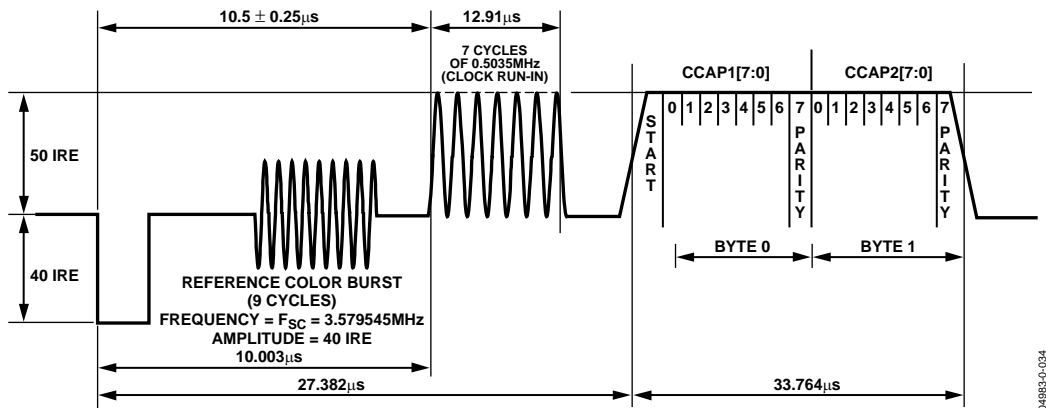 10.5 ± 0.25μs
12.91μs
7 CYCLES
OF 0.5035MHz
(CLOCK RUN-IN)
CCAP1[7:0]
CCAP2[7:0]
0 1 2 3 4 5 6 7 0 1 2 3 4 5 6 7
START
PARITY
PARITY
50 IRE
40 IRE
BYTE 0
BYTE 1
REFERENCE COLOR BURST
(9 CYCLES)
FREQUENCY = FSC = 3.579545MHz
AMPLITUDE = 40 IRE
10.003μs
27.382μs
33.764μs
04983-0-034